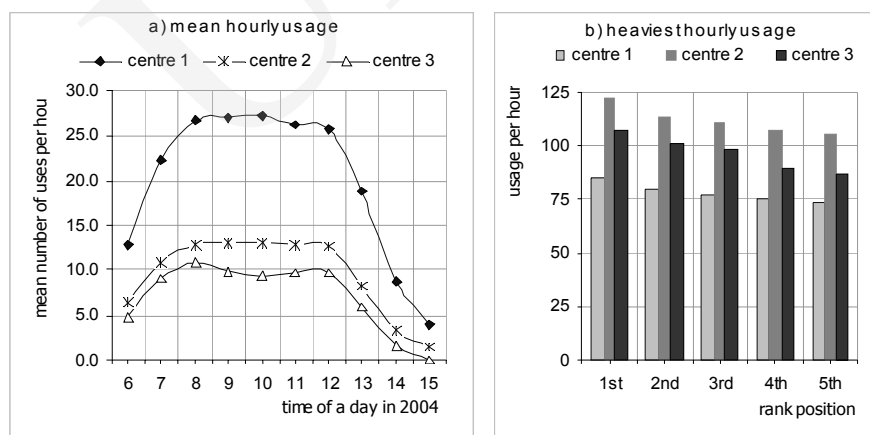 a) mean hourly usage
centre 1 centre 2 centre 3
mean number of uses per hou
30.0
25.0
20.0
15.0
10.0
5.0
0.0
6 7 8 9 10 11 12 13 14 15
time of a day in 2004
b) heaviest hourly usage
centre 1 centre 2 centre 3
usage per hour
125
100
75
50
25
0
1st 2nd 3rd 4th 5th
rank position